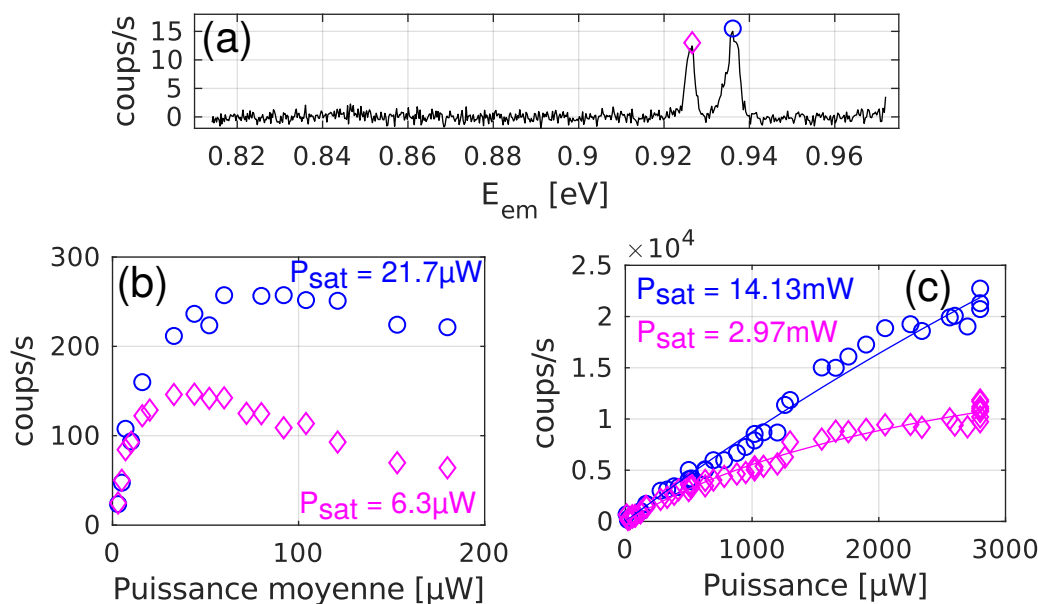 (a)
coups/s
15
10
5
0
0.82 0.84 0.86 0.88 0.9 0.92 0.94 0.96
E_em [eV]
(b)
P_sat = 21.7µW
P_sat = 6.3µW
coups/s
300
200
100
0
0 100 200
Puissance moyenne [µW]
×10^4
(c)
P_sat = 14.13mW
P_sat = 2.97mW
coups/s
2.5
2
1.5
1
0.5
0
0 1000 2000 3000
Puissance [µW]